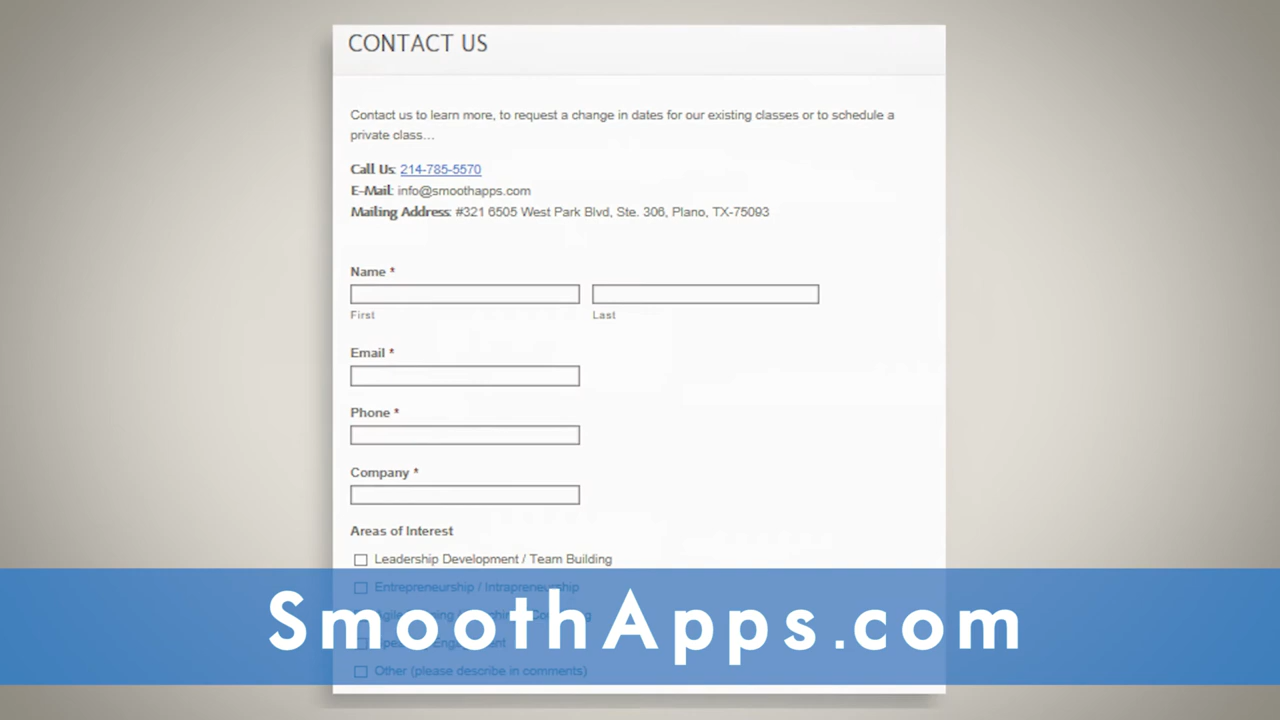 CONTACT US
Contact us to learn more, to request a change in dates for our existing classes or to schedule a
private class...
Call Us: 214-785-5570
E-Mail: info@smoothapps.com
Mailing Address: #321 6505 West Park Blvd, Ste. 306, Plano, TX-75093
Name *
First Last
Email *
Phone *
Company *
Areas of Interest
Leadership Development / Team Building
Entrepreneurship / Intrapreneurship
SmoothApps.com
Other (please describe in comments)